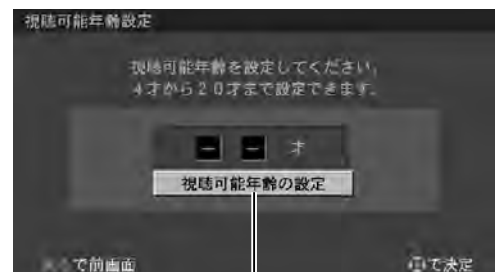 視聴可能年齢設定
視聴可能年齢を設定してください。
4才から20才まで設定できます。
－ － 才
視聴可能年齢の設定
で前画面
で決定